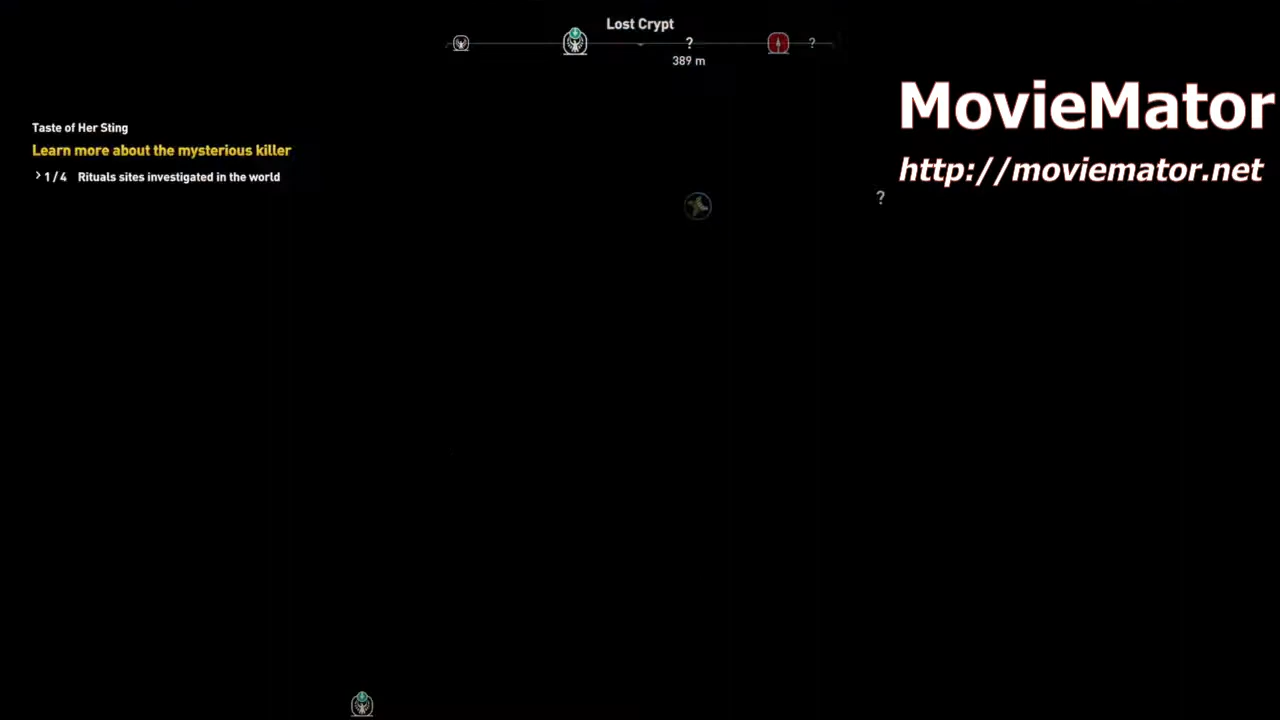 Lost Crypt
?
?
389 m
MovieMator
http://moviemator.net
Taste of Her Sting
Learn more about the mysterious killer
> 1/4 Rituals sites investigated in the world
?